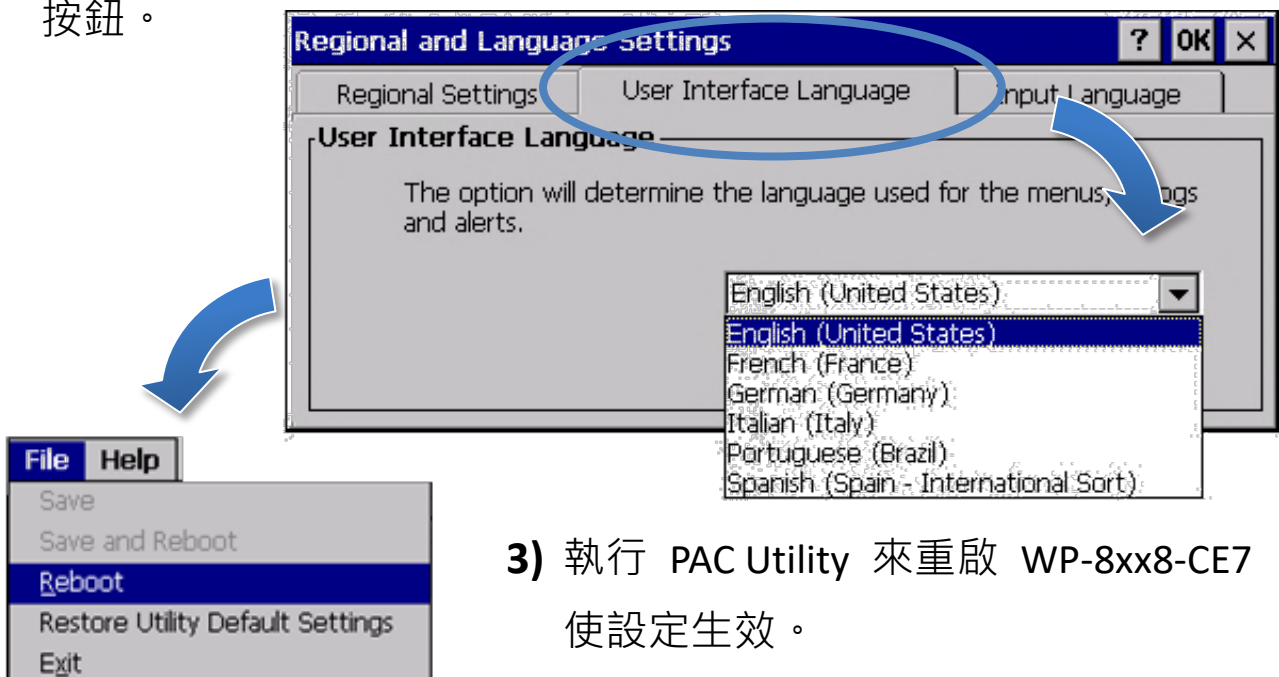 按鈕。
Regional and Language Settings ? OK ×
Regional Settings User Interface Language Input Language
User Interface Language
The option will determine the language used for the menus,
and alerts.
English (United States)
English (United States)
French (France)
German (Germany)
Italian (Italy)
Portuguese (Brazil)
Spanish (Spain - International Sort)
File Help
Save
Save and Reboot
Reboot
Restore Utility Default Settings
Exit
3) 執行 PAC Utility 來重啟 WP-8xx8-CE7
使設定生效。